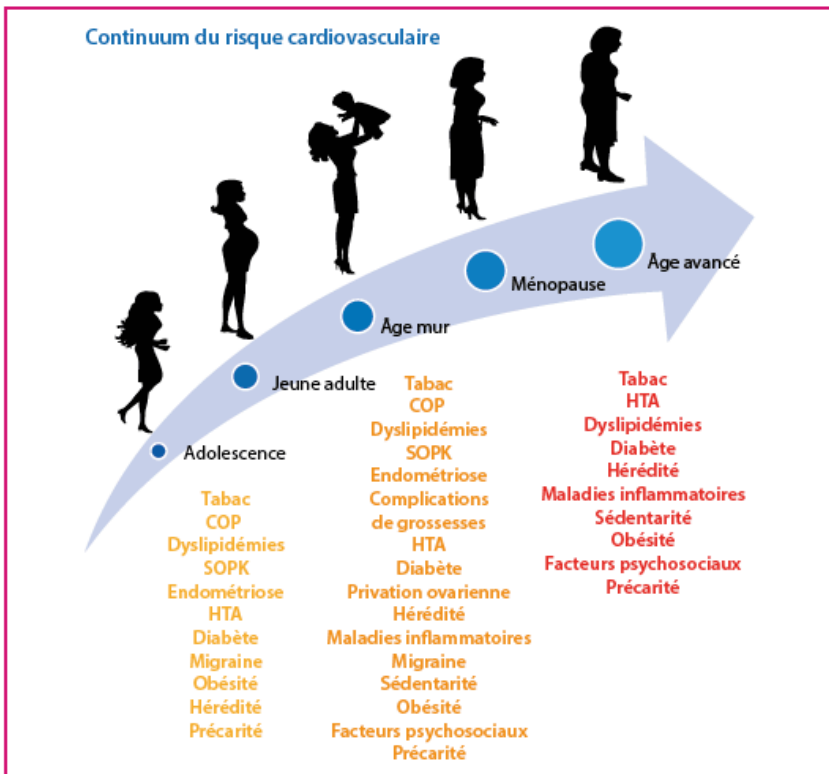 Continuum du risque cardiovasculaire
Adolescence
Jeune adulte
Âge mur
Ménopause
Âge avancé
Tabac
COP
Dyslipidémies
SOPK
Endométriose
HTA
Diabète
Migraine
Obésité
Hérédité
Précarité
Tabac
COP
Dyslipidémies
SOPK
Endométriose
Complications
de grossesses
HTA
Diabète
Privation ovarienne
Hérédité
Maladies inflammatoires
Migraine
Sédentarité
Obésité
Facteurs psychosociaux
Précarité
Tabac
HTA
Dyslipidémies
Diabète
Hérédité
Maladies inflammatoires
Sédentarité
Obésité
Facteurs psychosociaux
Précarité